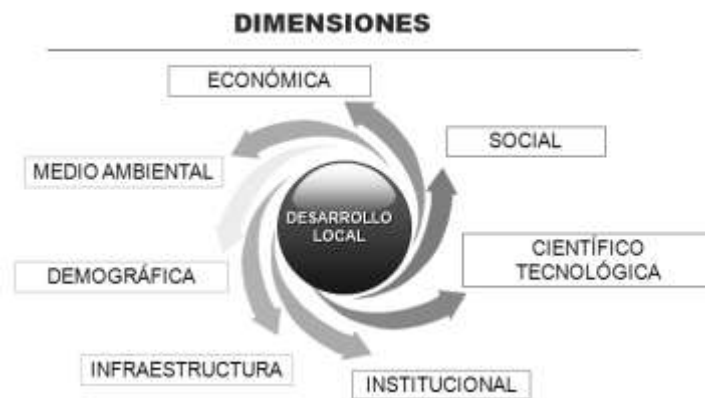 DIMENSIONES
ECONÓMICA
SOCIAL
MEDIO AMBIENTAL
DESARROLLO
LOCAL
CIENTÍFICO
TECNOLÓGICA
DEMOGRÁFICA
INFRAESTRUCTURA
INSTITUCIONAL